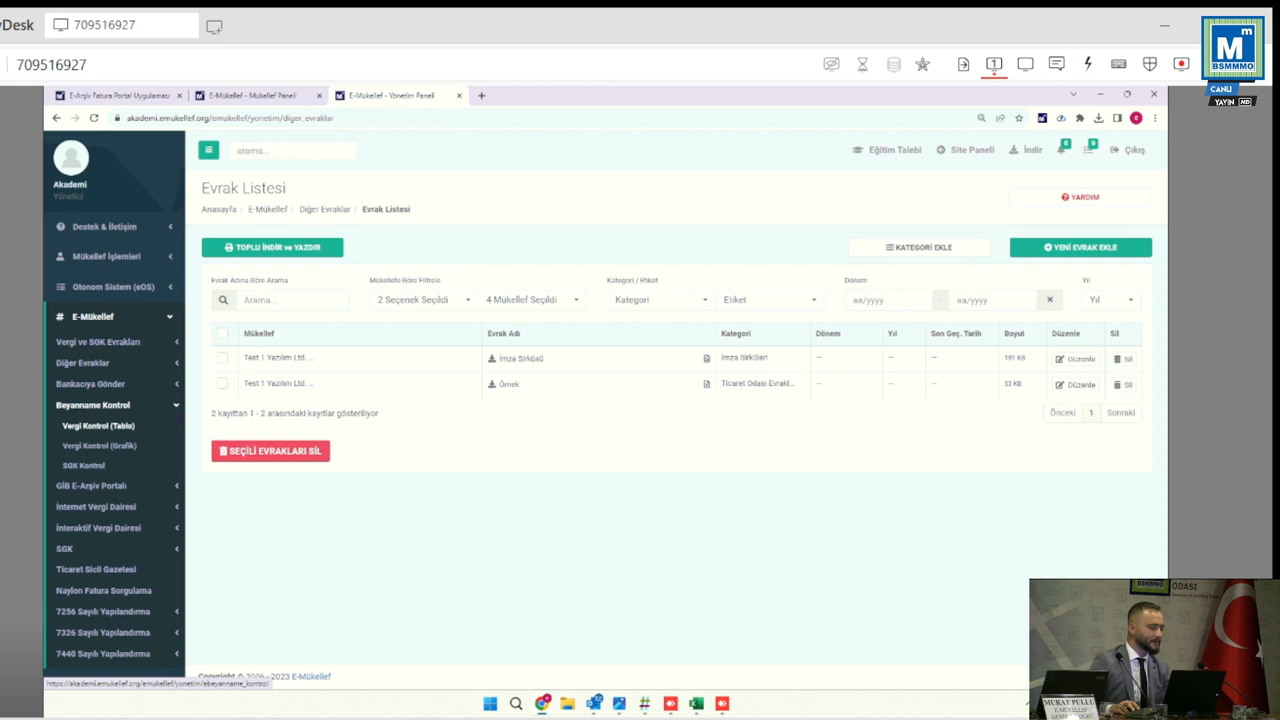 yDesk
709516927
709516927
M m
BSMMMO
CANLI
YAYIN HD
E-Arşiv Fatura Portal Uygulaması
E-Mükellef - Mükellef Paneli
E-Mükellef - Yönetim Paneli
akademi.emukellef.org/emukellef/yonetim/diger_evraklar
Akademi
Yönetici
arama...
Eğitim Talebi
Site Paneli
İndir
0
0
Çıkış
Evrak Listesi
Anasayfa / E-Mükellef / Diğer Evraklar / Evrak Listesi
YARDIM
TOPLU İNDİR ve YAZDIR
KATEGORİ EKLE
YENİ EVRAK EKLE
Destek & İletişim
Mükellef İşlemleri
Otonom Sistem (eOS)
E-Mükellef
Vergi ve SGK Evrakları
Diğer Evraklar
Bankacıya Gönder
Beyanname Kontrol
Vergi Kontrol (Tablo)
Vergi Kontrol (Grafik)
SGK Kontrol
GİB E-Arşiv Portalı
İnternet Vergi Dairesi
İnteraktif Vergi Dairesi
SGK
Ticaret Sicil Gazetesi
Naylon Fatura Sorgulama
7256 Sayılı Yapılandırma
7326 Sayılı Yapılandırma
7440 Sayılı Yapılandırma
Evrak Adına Göre Arama
Mükellefe Göre Filtrele
Kategori / Etiket
Dönem
Yıl
Arama...
2 Seçenek Seçildi
4 Mükellef Seçildi
Kategori
Etiket
aa/yyyy
-
aa/yyyy
Yıl
Mükellef Evrak Adı Kategori Dönem Yıl Son Geç. Tarih Boyut Düzenle Sil
Test 1 Yazılım Ltd. ... İmza Sirküsü İmza Sirküleri -- -- -- 181 KB Düzenle Sil
Test 1 Yazılım Ltd. ... Örnek Ticaret Odası Evrakl... -- -- -- 53 KB Düzenle Sil
2 kayıttan 1 - 2 arasındaki kayıtlar gösteriliyor
Önceki 1 Sonraki
SEÇİLİ EVRAKLARI SİL
Copyright © 2006 - 2023 E-Mükellef
https://akademi.emukellef.org/emukellef/yonetim/ebeyanname_kontrol
BSMMMO
ODASI
MURAT PULLU
E-MÜKELLEF